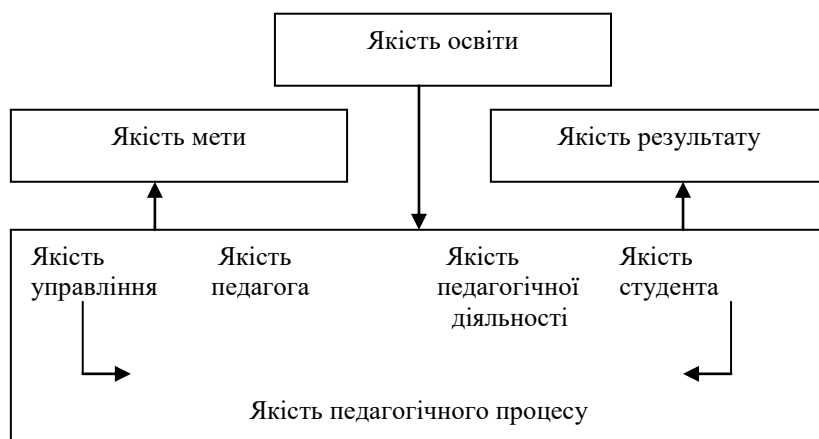 Якість освіти
Якість мети
Якість результату
Якість
управління
Якість
педагога
Якість
педагогічної
діяльності
Якість
студента
Якість педагогічного процесу